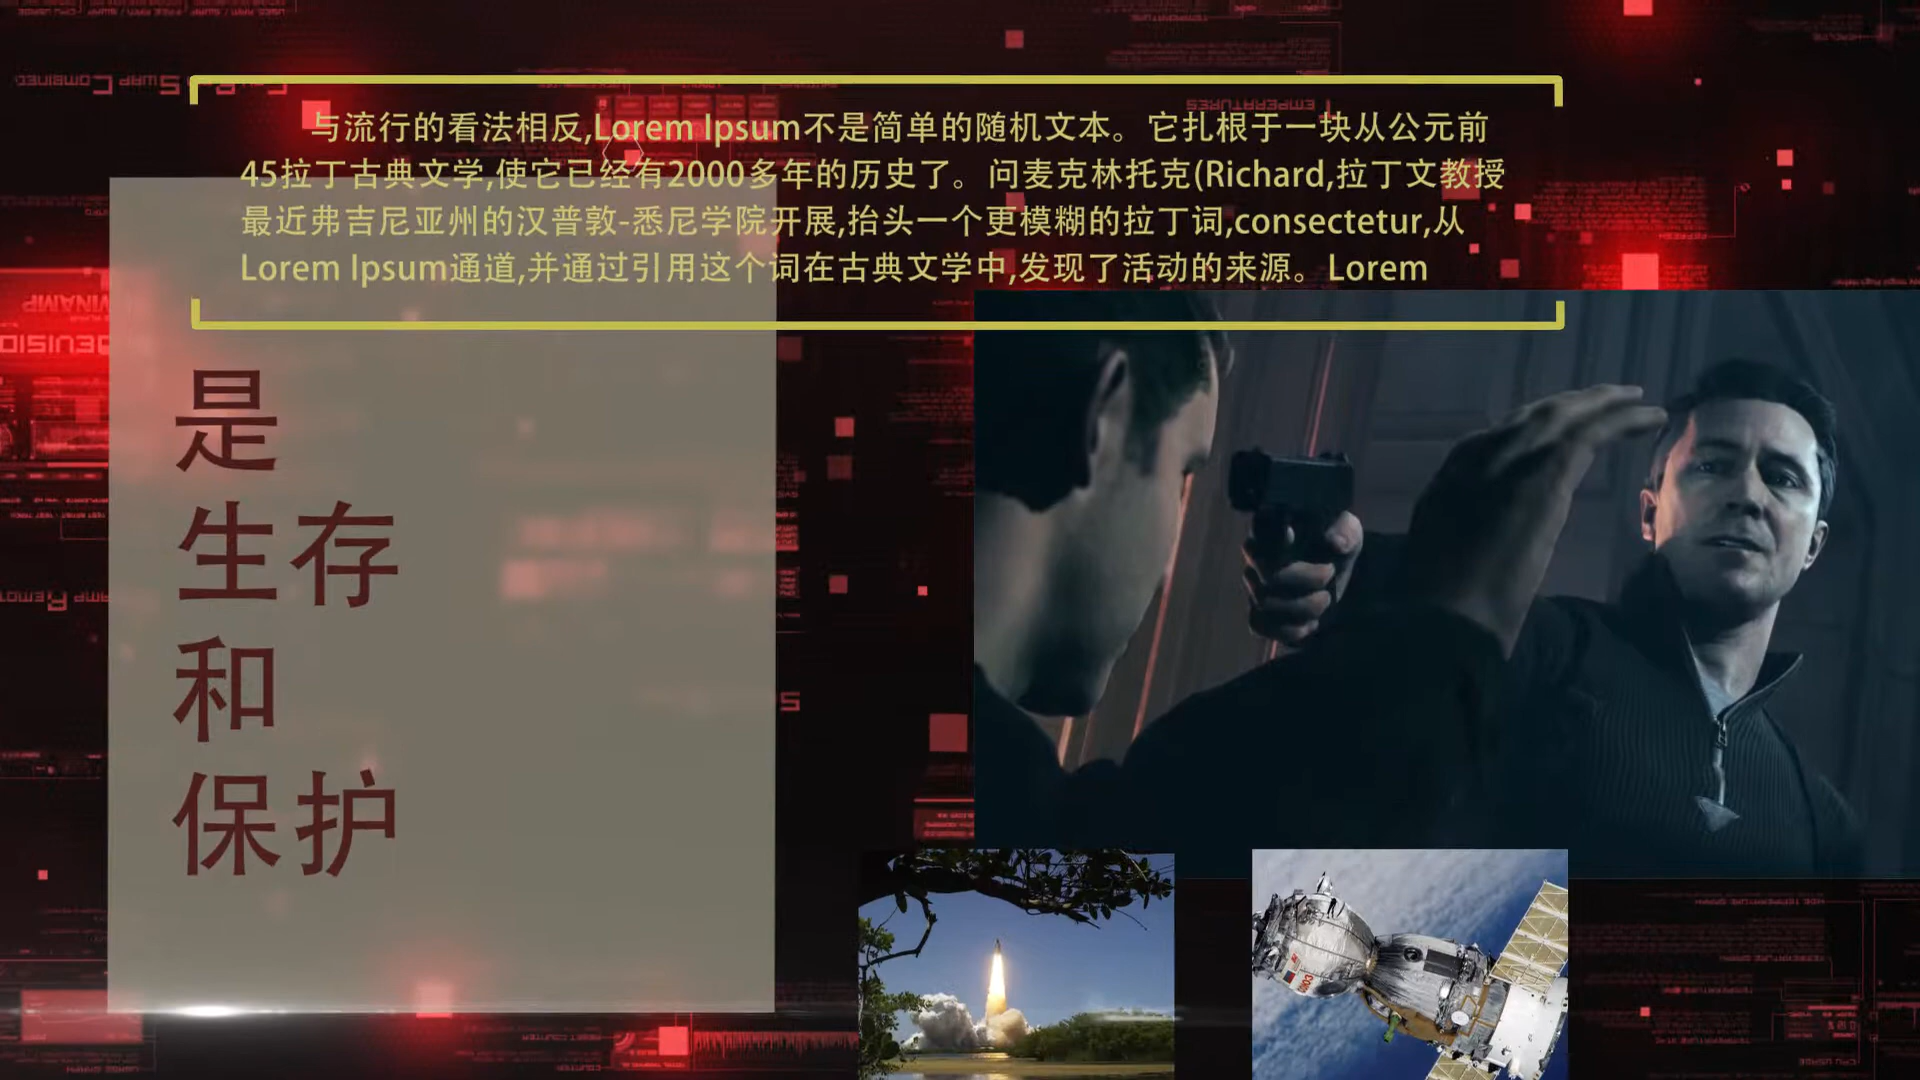 与流行的看法相反,Lorem Ipsum不是简单的随机文本。它扎根于一块从公元前
45拉丁古典文学,使它已经有2000多年的历史了。问麦克林托克(Richard,拉丁文教授
最近弗吉尼亚州的汉普敦-悉尼学院开展,抬头一个更模糊的拉丁词,consectetur,从
Lorem Ipsum通道,并通过引用这个词在古典文学中,发现了活动的来源。Lorem
是
生存
和
保护